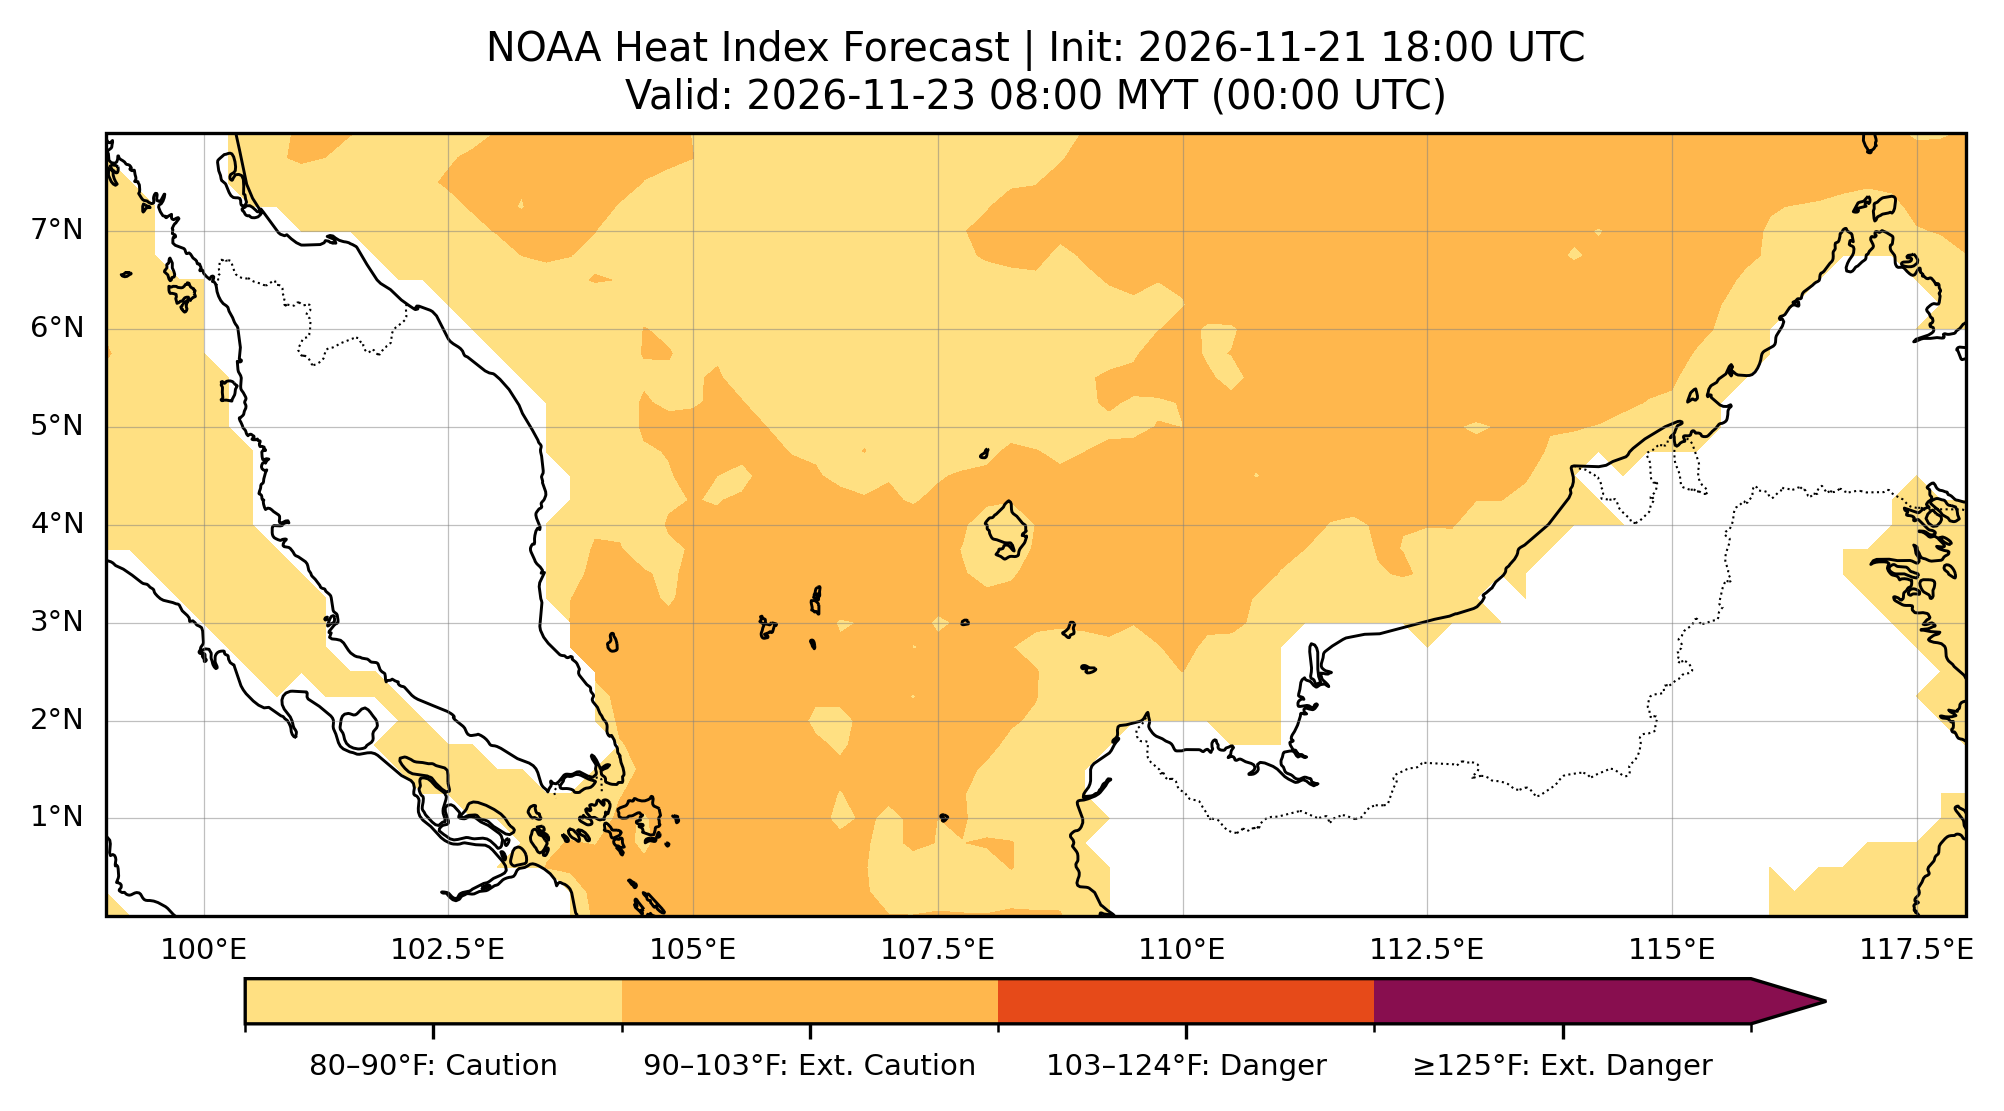 NOAA Heat Index Forecast | Init: 2026-11-21 18:00 UTC
Valid: 2026-11-23 08:00 MYT (00:00 UTC)
7°N
6°N
5°N
4°N
3°N
2°N
1°N
100°E
102.5°E
105°E
107.5°E
110°E
112.5°E
115°E
117.5°E
80–90°F: Caution
90–103°F: Ext. Caution
103–124°F: Danger
≥125°F: Ext. Danger